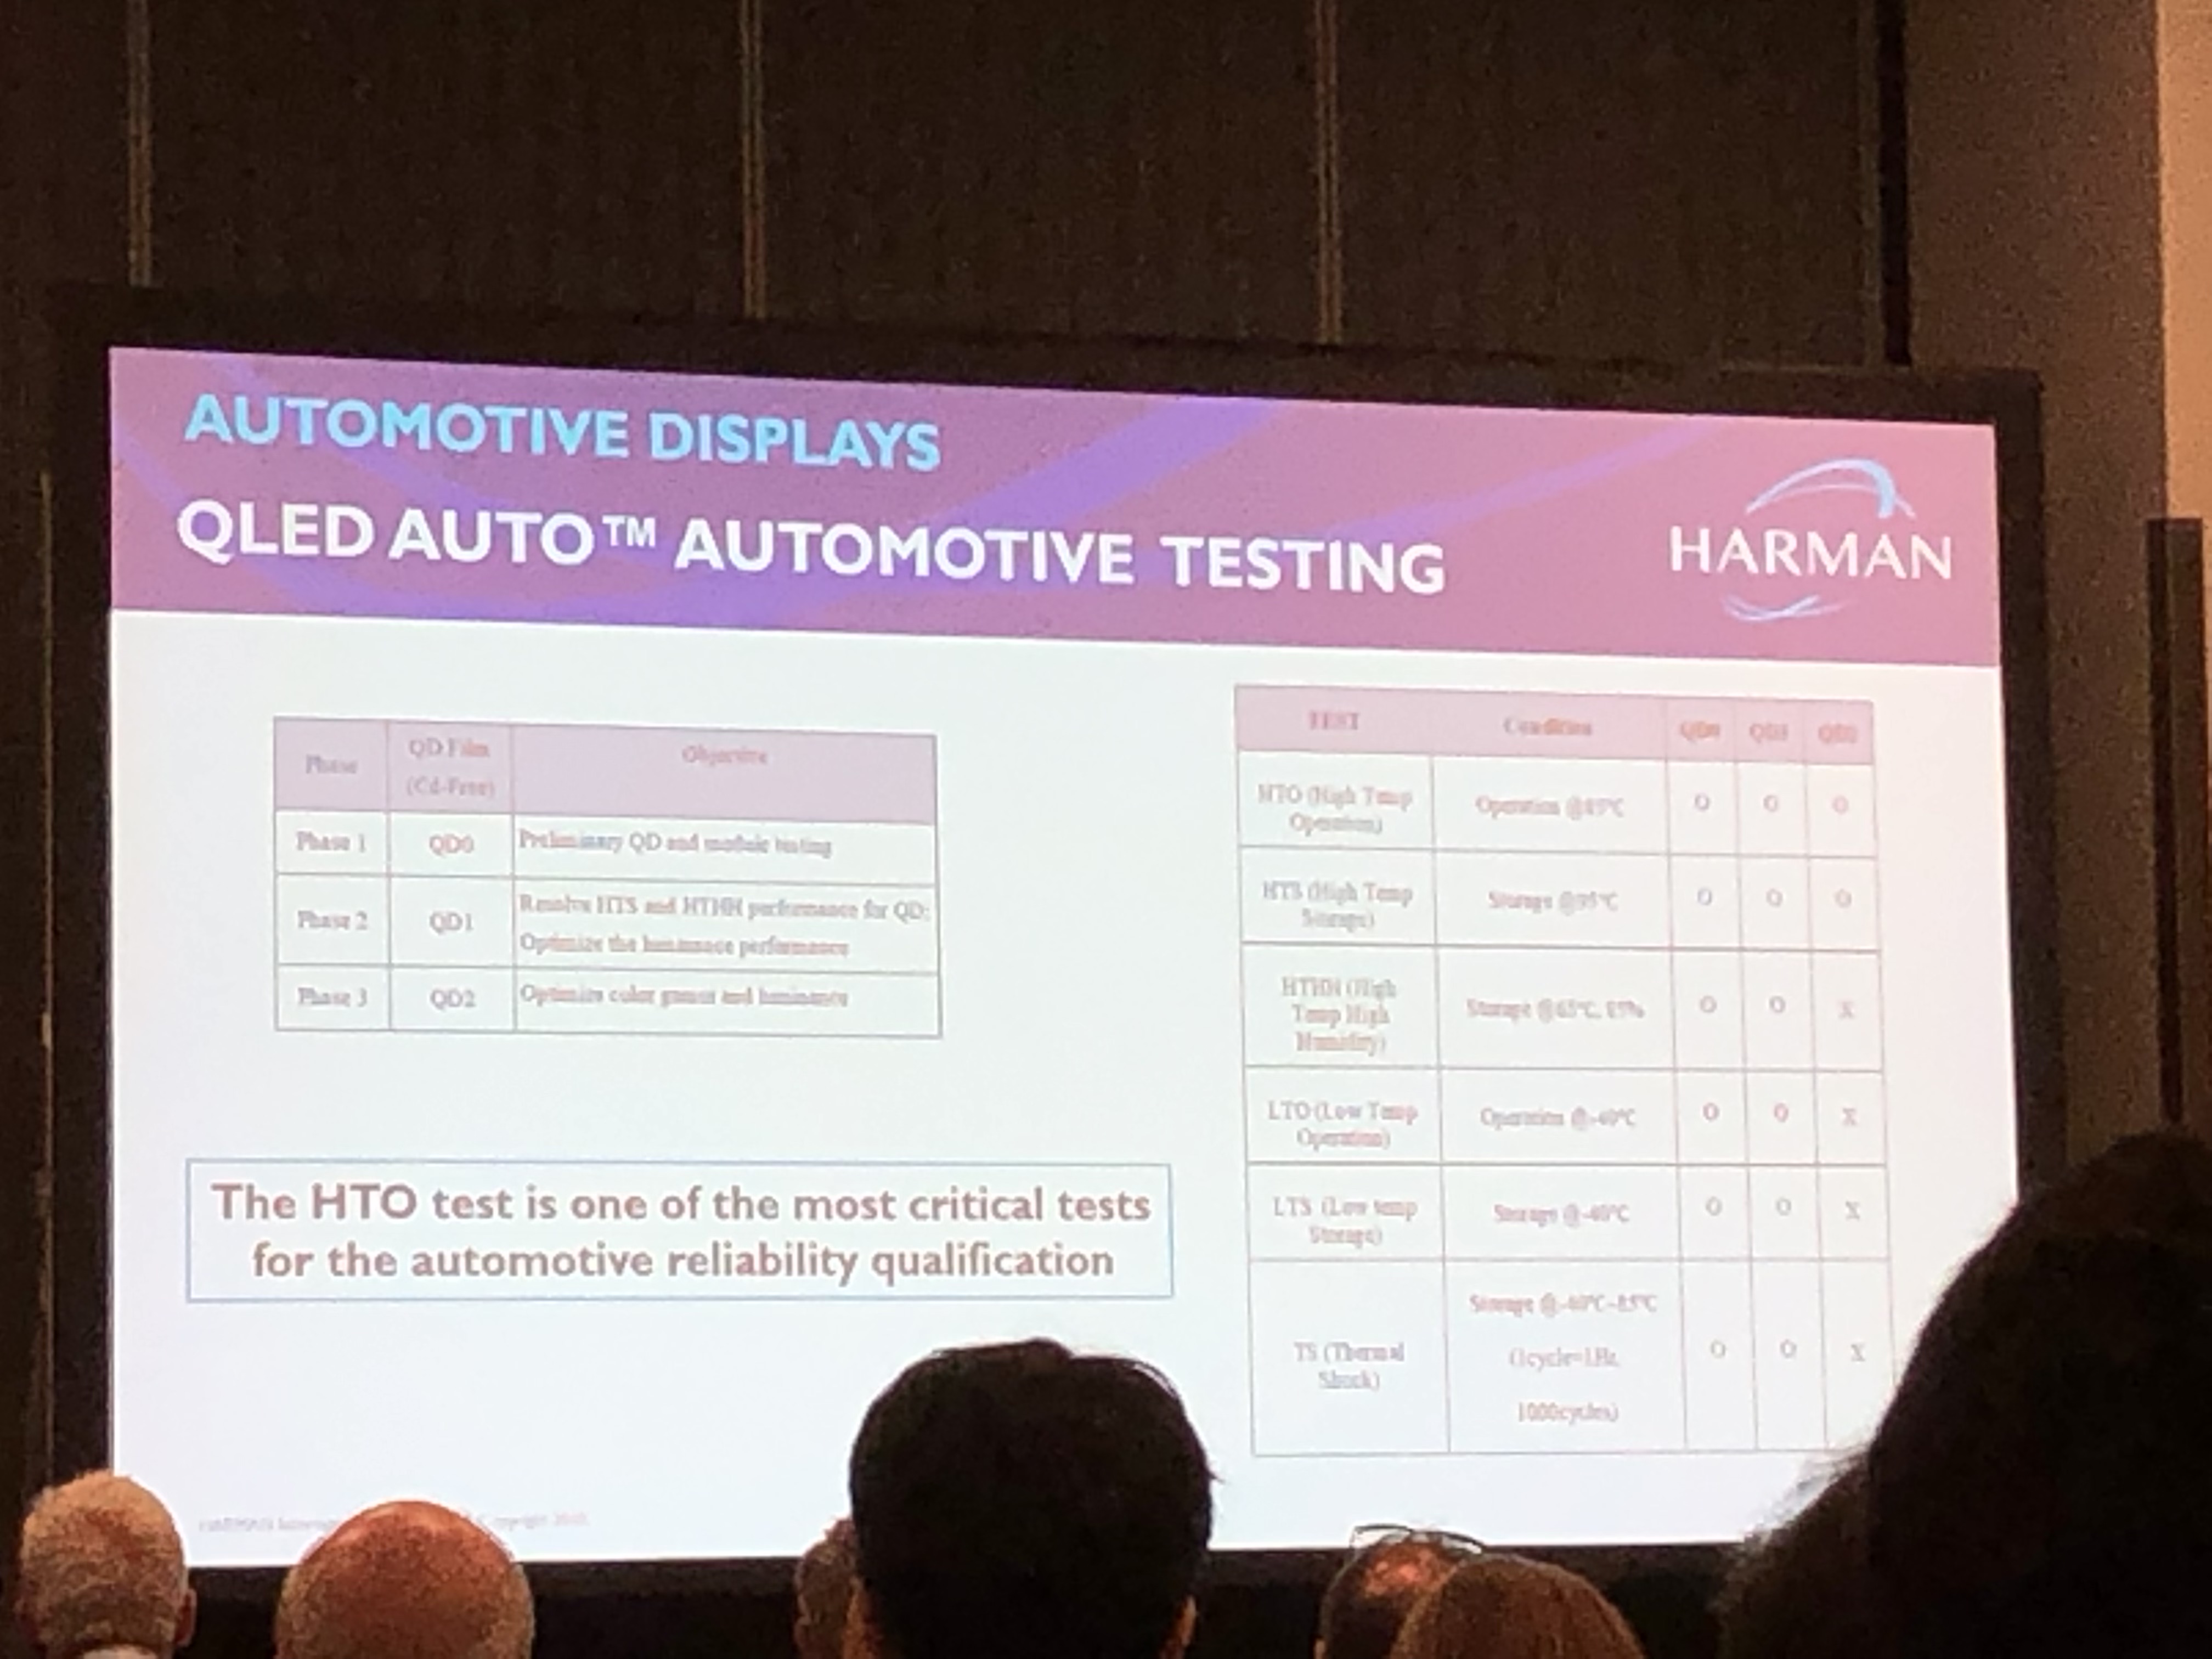 AUTOMOTIVE DISPLAYS
QLED AUTO™ AUTOMOTIVE TESTING
HARMAN
Phase
QD Film
(Cd-Free)
Objective
Phase 1
QD0
Preliminary QD and module testing
Phase 2
QD1
Resolve HTS and HTHH performance for QD;
Optimize the luminance performance
Phase 3
QD2
Optimize color gamut and luminance
The HTO test is one of the most critical tests
for the automotive reliability qualification
TEST
Condition
QD0
QD1
QD2
HTO (High Temp
Operation)
Operation @85°C
O
O
O
HTS (High Temp
Storage)
Storage @95°C
O
O
O
HTHH (High
Temp High
Humidity)
Storage @65°C,
O
O
X
LTO (Low Temp
Operation)
Operation @-40°C
O
O
X
LTS (Low temp
Storage)
Storage @-40°C
O
O
X
TS (Thermal
Shock)
Storage @-40°C~85°C
(1cycle=1Hr,
1000cycles)
O
O
X
Copyright